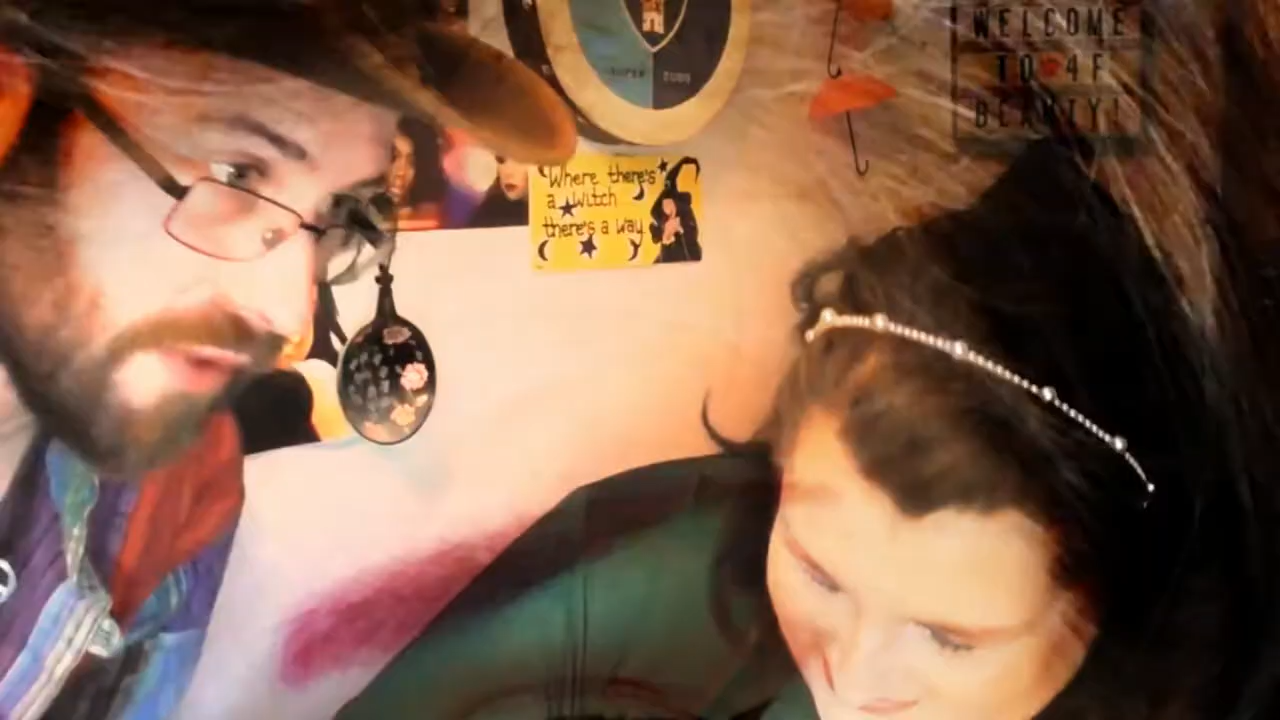 WELCOME
TO 4F
BEAUTY!
Where there's
a witch
there's a way.